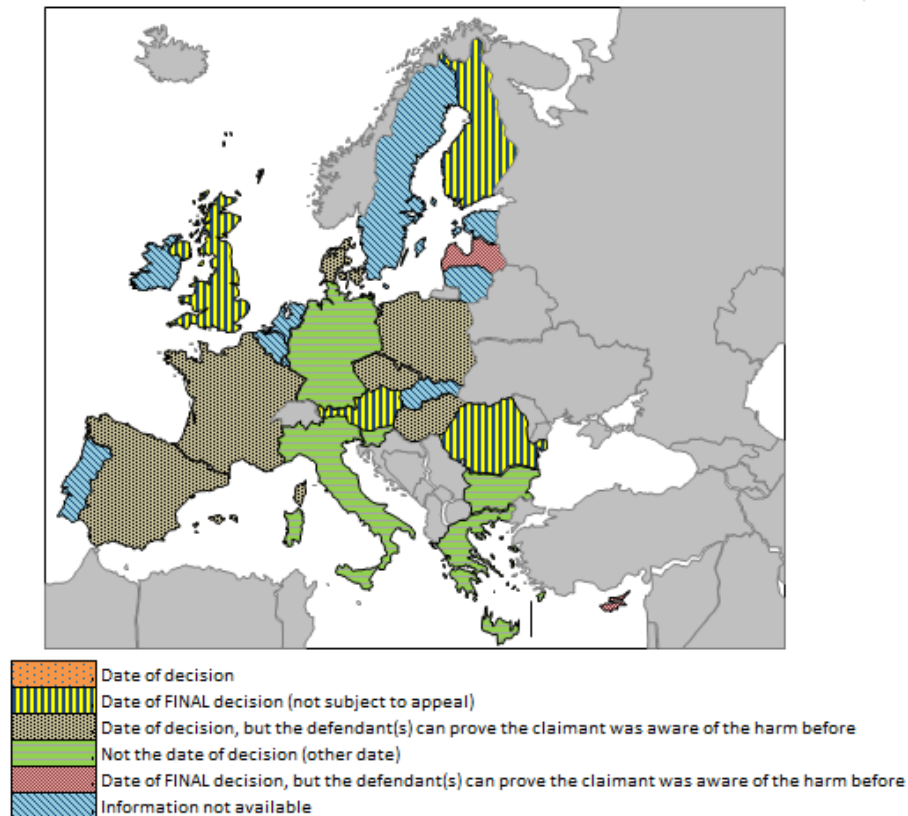 Date of decision
Date of FINAL decision (not subject to appeal)
Date of decision, but the defendant(s) can prove the claimant was aware of the harm before
Not the date of decision (other date)
Date of FINAL decision, but the defendant(s) can prove the claimant was aware of the harm before
Information not available